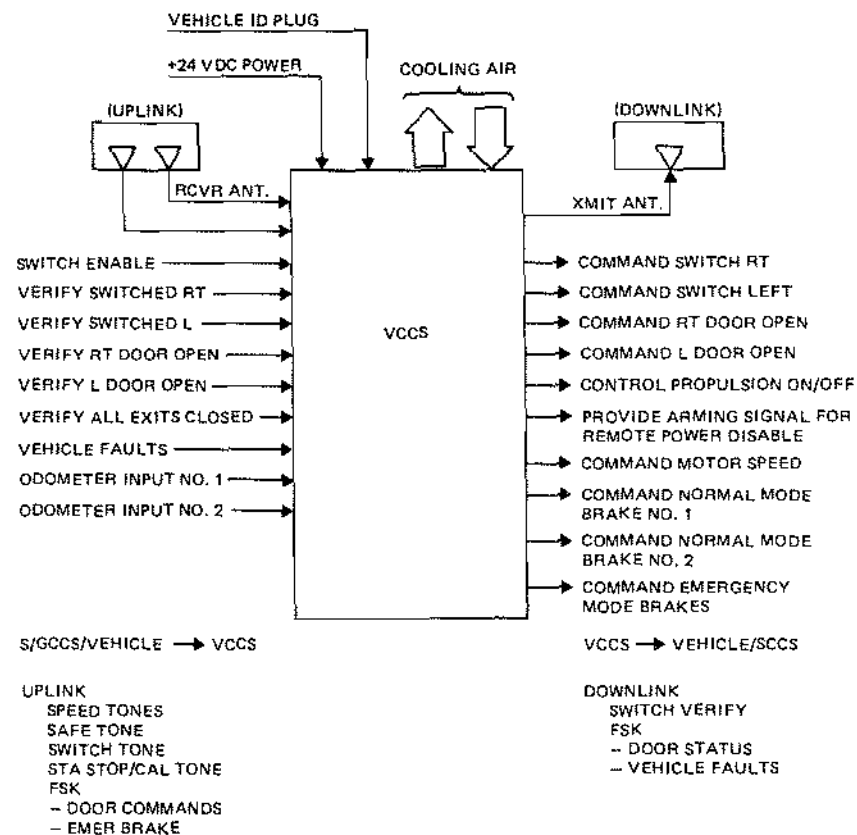 VEHICLE ID PLUG
+24 VDC POWER
COOLING AIR
(UPLINK)
(DOWNLINK)
RCVR ANT.
XMIT ANT.
SWITCH ENABLE
VERIFY SWITCHED RT
VERIFY SWITCHED L
VERIFY RT DOOR OPEN
VERIFY L DOOR OPEN
VERIFY ALL EXITS CLOSED
VEHICLE FAULTS
ODOMETER INPUT NO. 1
ODOMETER INPUT NO. 2
VCCS
COMMAND SWITCH RT
COMMAND SWITCH LEFT
COMMAND RT DOOR OPEN
COMMAND L DOOR OPEN
CONTROL PROPULSION ON/OFF
PROVIDE ARMING SIGNAL FOR
REMOTE POWER DISABLE
COMMAND MOTOR SPEED
COMMAND NORMAL MODE
BRAKE NO. 1
COMMAND NORMAL MODE
BRAKE NO. 2
COMMAND EMERGENCY
MODE BRAKES
S/GCCS/VEHICLE → VCCS
UPLINK
SPEED TONES
SAFE TONE
SWITCH TONE
STA STOP/CAL TONE
FSK
– DOOR COMMANDS
– EMER BRAKE
VCCS → VEHICLE/SCCS
DOWNLINK
SWITCH VERIFY
FSK
– DOOR STATUS
– VEHICLE FAULTS